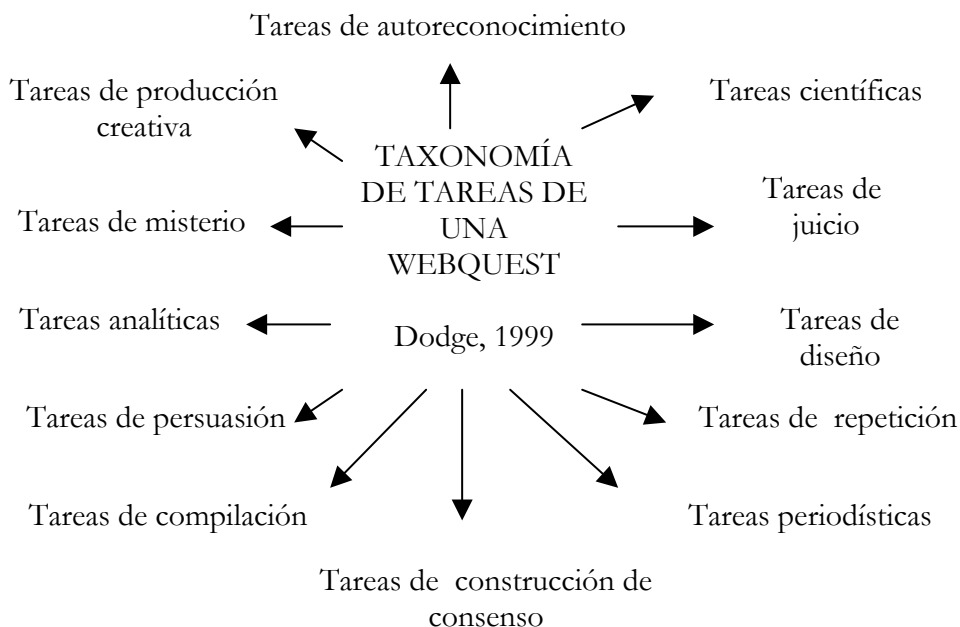 Tareas de autoreconocimiento
Tareas de producción
creativa
Tareas científicas
TAXONOMÍA
DE TAREAS DE
UNA
WEBQUEST
Tareas de misterio
Tareas de
juicio
Tareas analíticas
Dodge, 1999
Tareas de
diseño
Tareas de persuasión
Tareas de repetición
Tareas de compilación
Tareas periodísticas
Tareas de construcción de
consenso